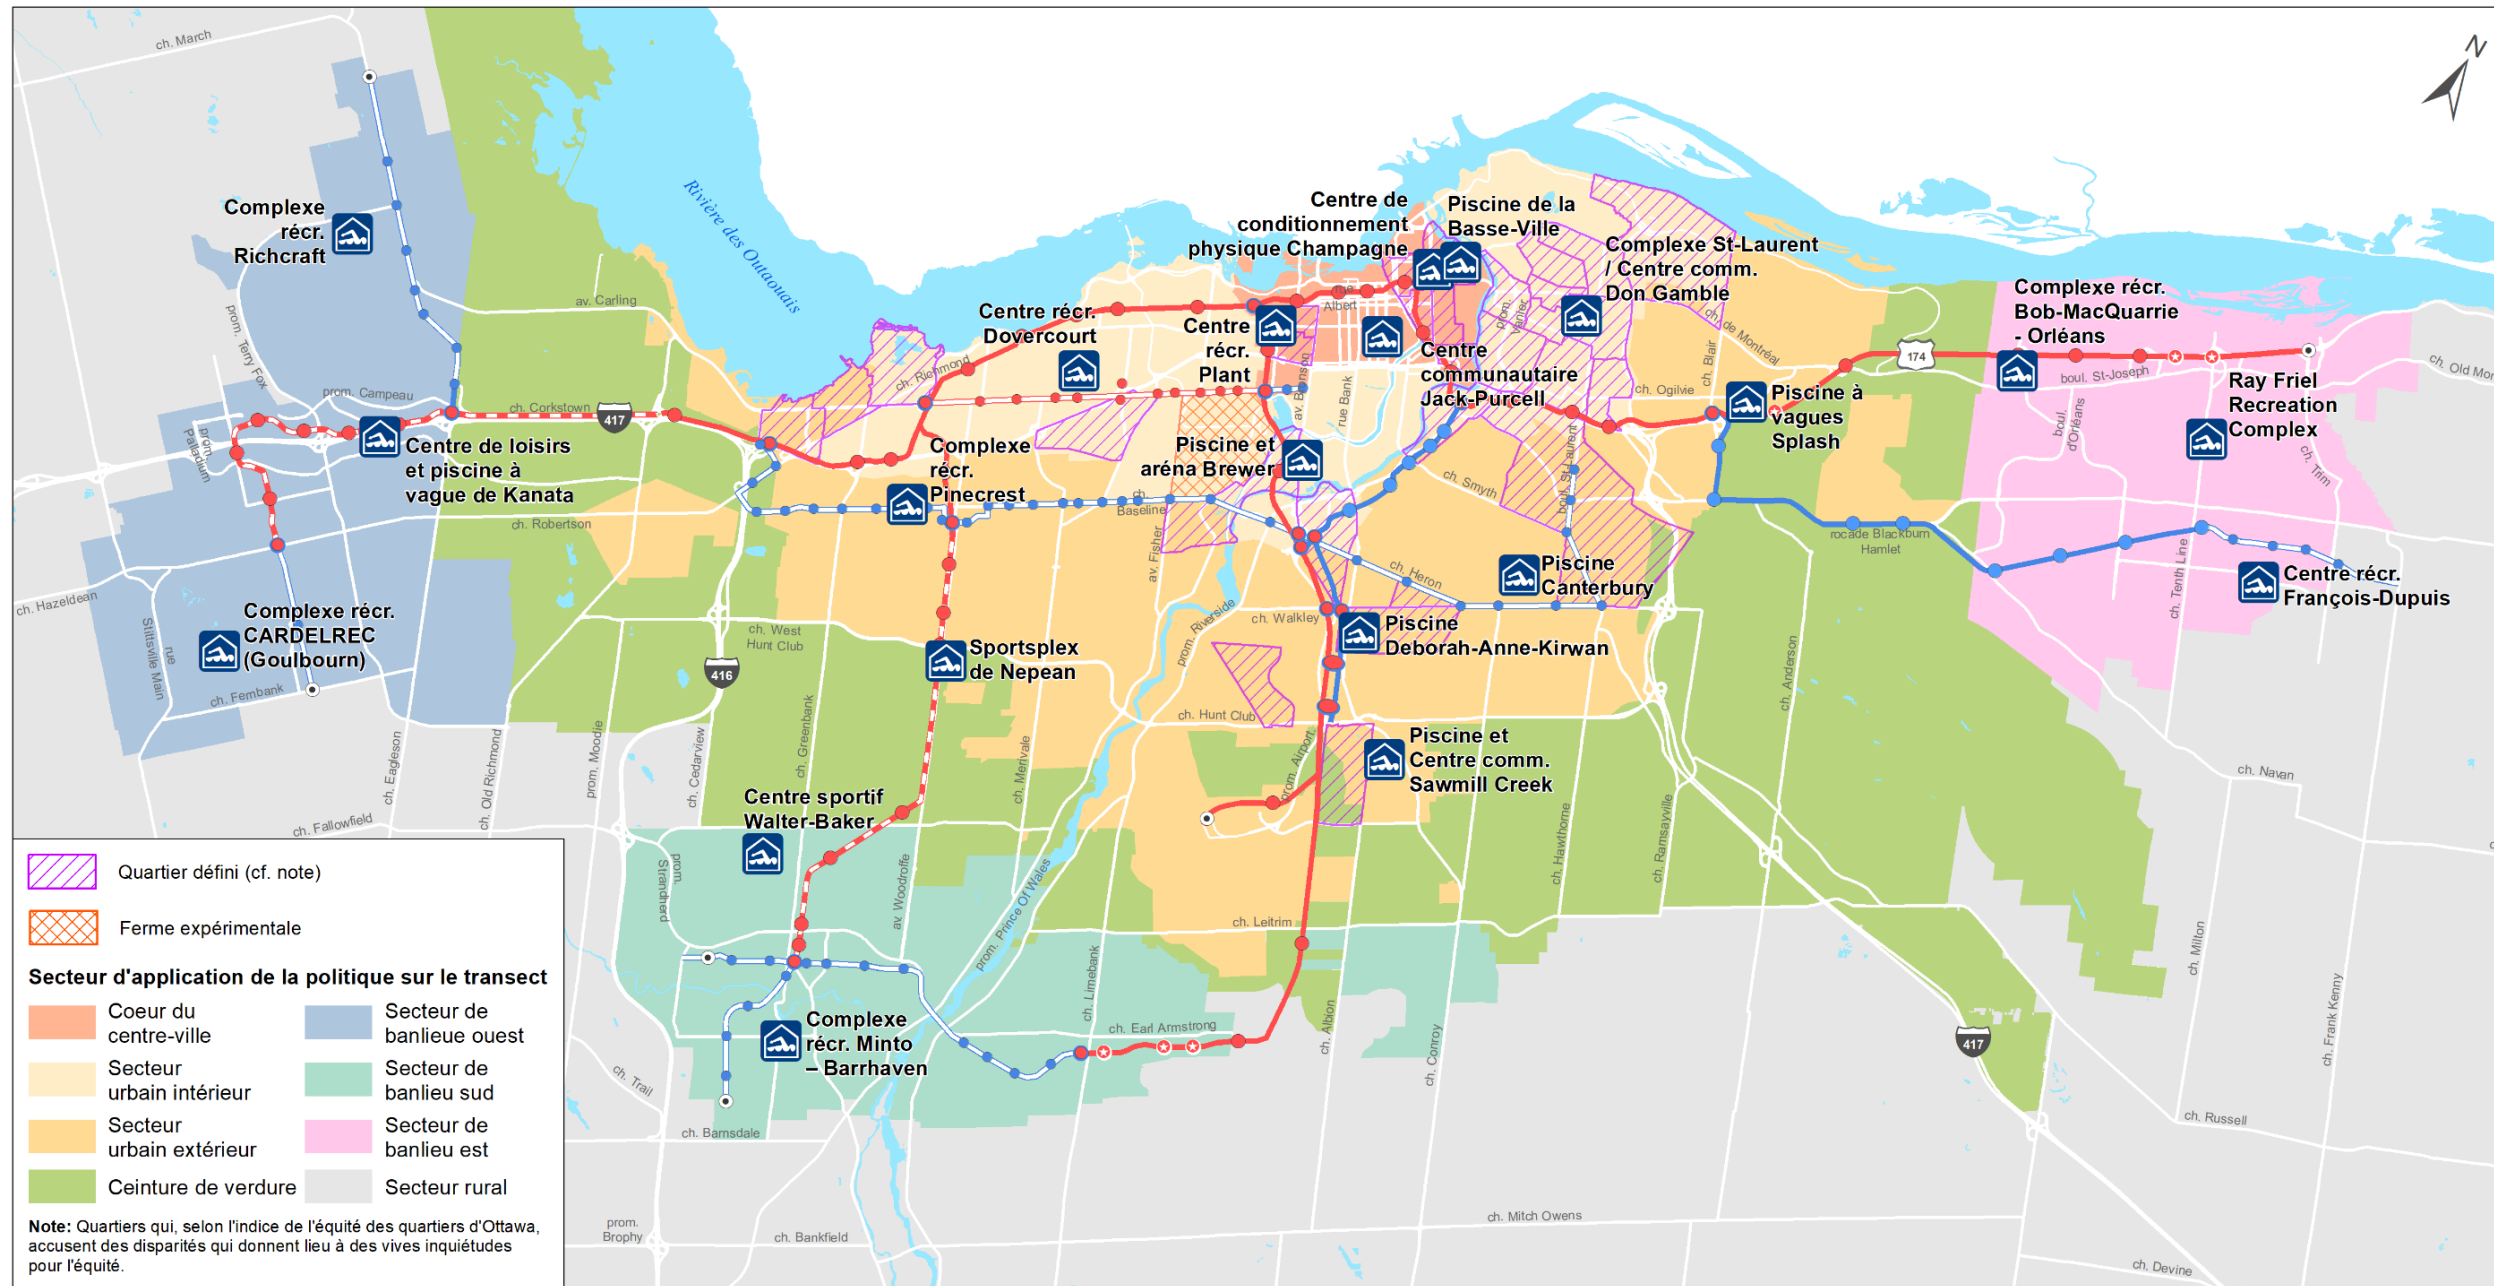 N
ch. March
Rivière des Outaouais
Complexe
récr.
Richcraft
prom. Terry Fox
av. Carling
prom. Campeau
ch. Corkstown
417
prom.
Palladium
Centre de loisirs
et piscine à
vague de Kanata
ch. Robertson
ch. Hazeldean
Complexe récr.
CARDELREC
(Goulbourn)
rue
Stittsville Main
ch. Fernbank
416
ch. West
Hunt Club
ch. Eagleson
ch. Old Richmond
prom. Moodie
ch. Cedarview
ch. Greenbank
ch. Fallowfield
Centre de
conditionnement
physique Champagne
Piscine de la
Basse-Ville
Complexe St-Laurent
/ Centre comm.
Don Gamble
Centre récr.
Dovercourt
Centre
récr.
Plant
rue
Albert
prom.
Vanier
ch. Richmond
av. Bronson
rue Bank
Centre
communautaire
Jack-Purcell
ch. de Montréal
ch. Blair
ch. Ogilvie
Piscine à
vagues
Splash
174
Complexe récr.
Bob-MacQuarrie
- Orléans
boul. St-Joseph
ch. Old Mon
boul.
d'Orléans
Ray Friel
Recreation
Complex
ch. Trim
Complexe
récr.
Pinecrest
Piscine et
aréna Brewer
ch.
Baseline
ch. Smyth
boul. St-Laurent
av. Fisher
ch. Heron
Piscine
Canterbury
rocade Blackburn
Hamlet
ch. Tenth Line
Centre récr.
François-Dupuis
prom. Riverside
ch. Walkley
Piscine
Deborah-Anne-Kirwan
ch. Anderson
Sportsplex
de Nepean
ch. Hunt Club
ch. Merivale
prom. Airport
Piscine et
Centre comm.
Sawmill Creek
ch. Navan
Centre sportif
Walter-Baker
prom.
Strandherd
av. Woodroffe
prom. Prince Of Wales
ch. Hawthorne
ch. Ramsayville
ch. Leitrim
ch. Limebank
ch. Milton
ch. Frank Kenny
ch. Earl Armstrong
ch. Albion
ch. Conroy
417
Complexe
récr. Minto
– Barrhaven
ch. Trail
ch. Barnsdale
ch. Russell
prom.
Brophy
ch. Bankfield
ch. Mitch Owens
ch. Devine
Quartier défini (cf. note)
Ferme expérimentale
Secteur d'application de la politique sur le transect
Coeur du
centre-ville
Secteur
urbain intérieur
Secteur
urbain extérieur
Ceinture de verdure
Secteur de
banlieue ouest
Secteur de
banlieu sud
Secteur de
banlieu est
Secteur rural
Note: Quartiers qui, selon l'indice de l'équité des quartiers d'Ottawa,
accusent des disparités qui donnent lieu à des vives inquiétudes
pour l'équité.